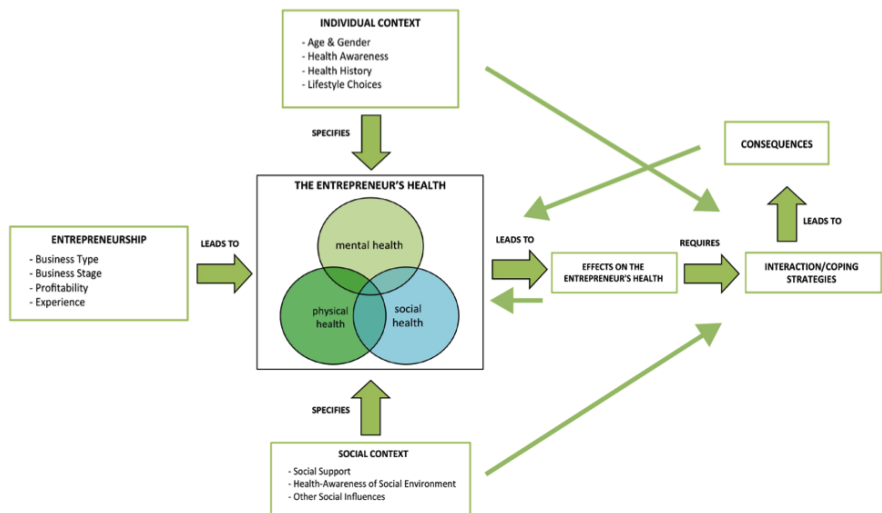 INDIVIDUAL CONTEXT
- Age & Gender
- Health Awareness
- Health History
- Lifestyle Choices
SPECIFIES
CONSEQUENCES
THE ENTREPRENEUR'S HEALTH
mental health
physical
health
social
health
ENTREPRENEURSHIP
- Business Type
- Business Stage
- Profitability
- Experience
LEADS TO
LEADS TO
EFFECTS ON THE
ENTREPRENEUR'S HEALTH
REQUIRES
LEADS TO
INTERACTION/COPING
STRATEGIES
SPECIFIES
SOCIAL CONTEXT
- Social Support
- Health-Awareness of Social Environment
- Other Social Influences